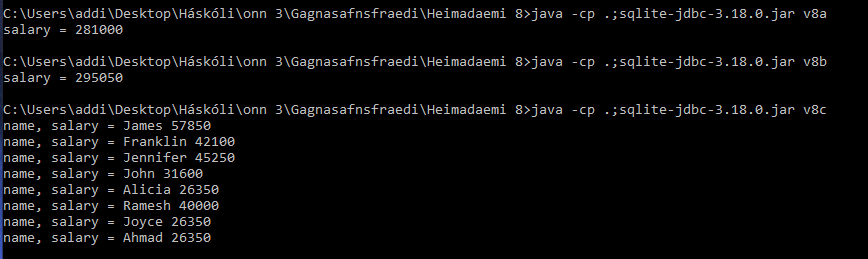 C:\Users\addi\Desktop\Háskóli\onn 3\Gagnasafnsfraedi\Heimadaemi 8>java -cp .;sqlite-jdbc-3.18.0.jar v8a
salary = 281000
C:\Users\addi\Desktop\Háskóli\onn 3\Gagnasafnsfraedi\Heimadaemi 8>java -cp .;sqlite-jdbc-3.18.0.jar v8b
salary = 295050
C:\Users\addi\Desktop\Háskóli\onn 3\Gagnasafnsfraedi\Heimadaemi 8>java -cp .;sqlite-jdbc-3.18.0.jar v8c
name, salary = James 57850
name, salary = Franklin 42100
name, salary = Jennifer 45250
name, salary = John 31600
name, salary = Alicia 26350
name, salary = Ramesh 40000
name, salary = Joyce 26350
name, salary = Ahmad 26350